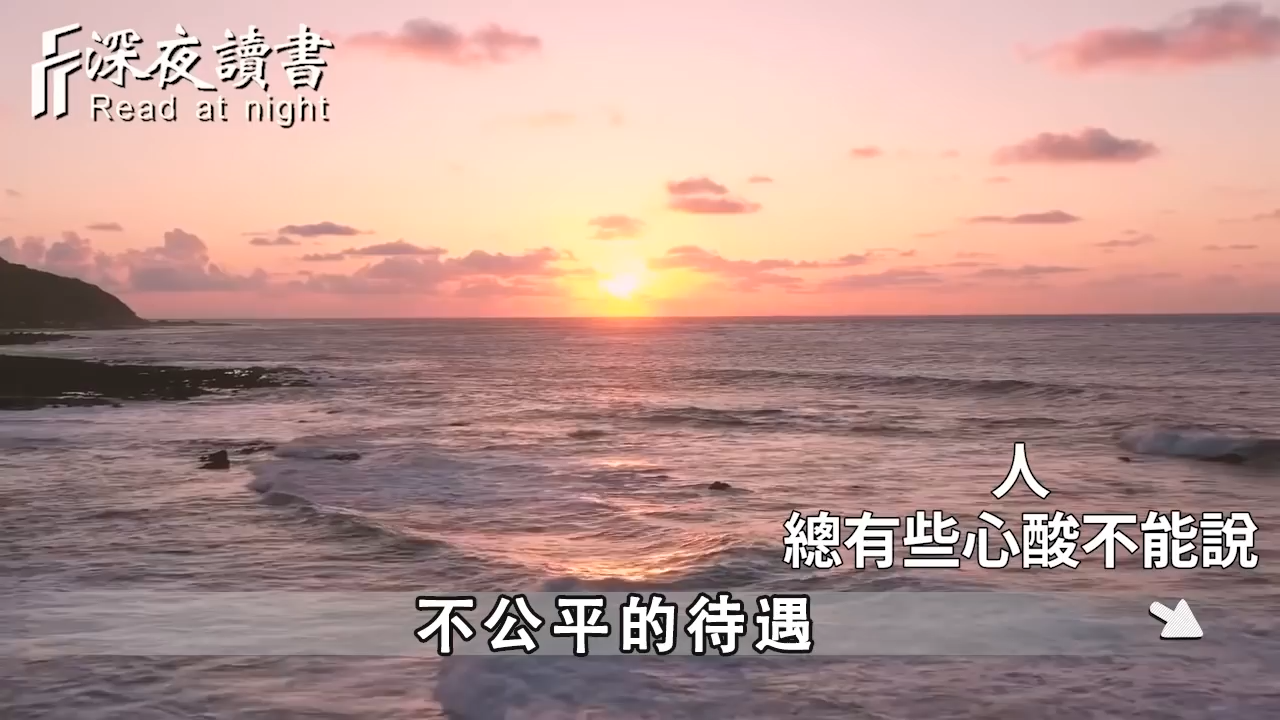 深夜讀書
Read at night
人
總有些心酸不能說
不公平的待遇